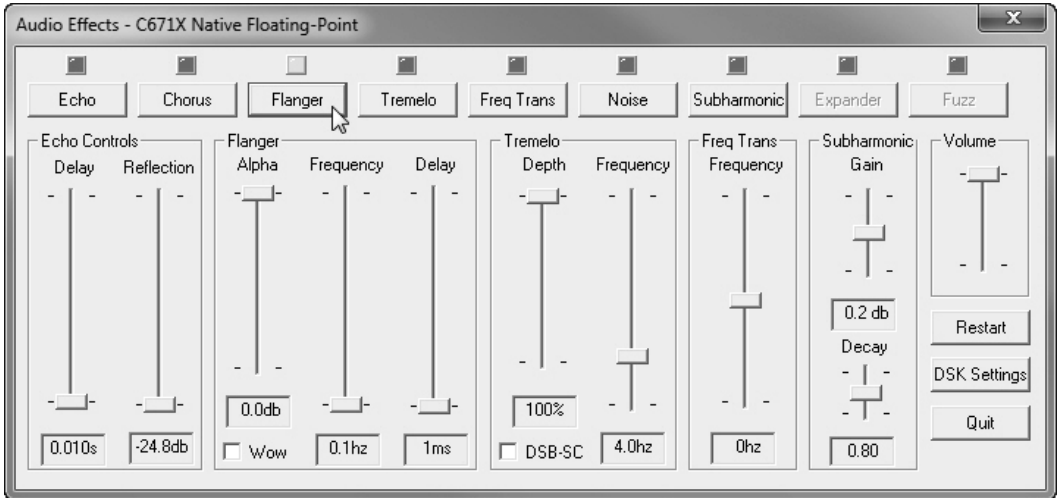 Audio Effects - C671X Native Floating-Point
x
Echo Chorus Flanger Tremelo Freq Trans Noise Subharmonic Expander Fuzz
Echo Controls Flanger Tremelo Freq Trans Subharmonic Volume
Delay Reflection Alpha Frequency Delay Depth Frequency Frequency Gain
0.2 db
Restart
Decay
DSK Settings
0.0db 100% Quit
0.010s -24.8db Wow 0.1hz 1ms DSB-SC 4.0hz 0hz 0.80